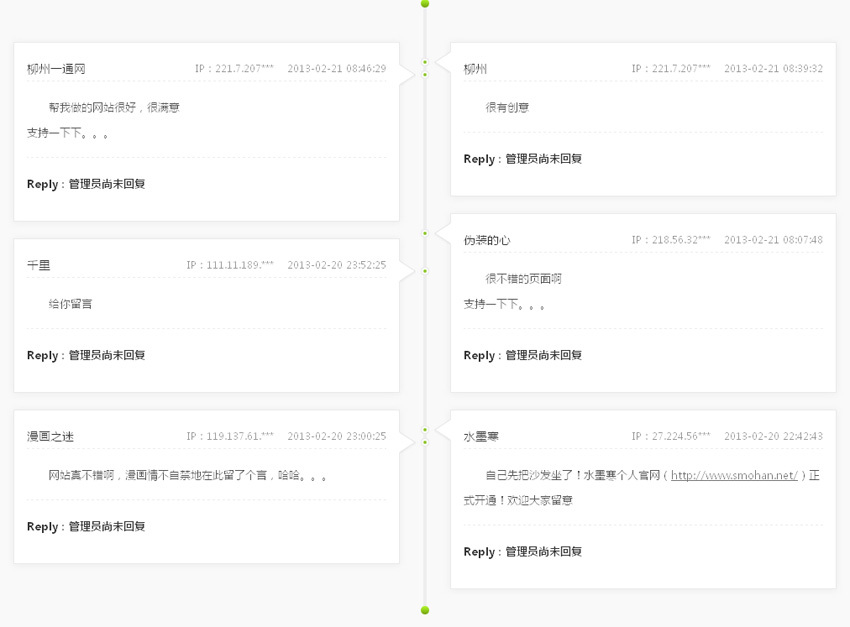 柳州一通网 IP：221.7.207*** 2013-02-21 08:46:29
帮我做的网站很好，很满意
支持一下下。。。
Reply：管理员尚未回复
柳州 IP：221.7.207*** 2013-02-21 08:39:32
很有创意
Reply：管理员尚未回复
伪装的心 IP：218.56.32*** 2013-02-21 08:07:48
很不错的页面啊
支持一下下。。。
Reply：管理员尚未回复
千里 IP：111.11.189.*** 2013-02-20 23:52:25
给你留言
Reply：管理员尚未回复
漫画之迷 IP：119.137.61.*** 2013-02-20 23:00:25
网站真不错啊，漫画情不自禁地在此留了个言，哈哈。。。
Reply：管理员尚未回复
水墨寒 IP：27.224.56*** 2013-02-20 22:42:43
自己先把沙发坐了！水墨寒个人官网（http://www.smohan.net/）正
式开通！欢迎大家留意
Reply：管理员尚未回复